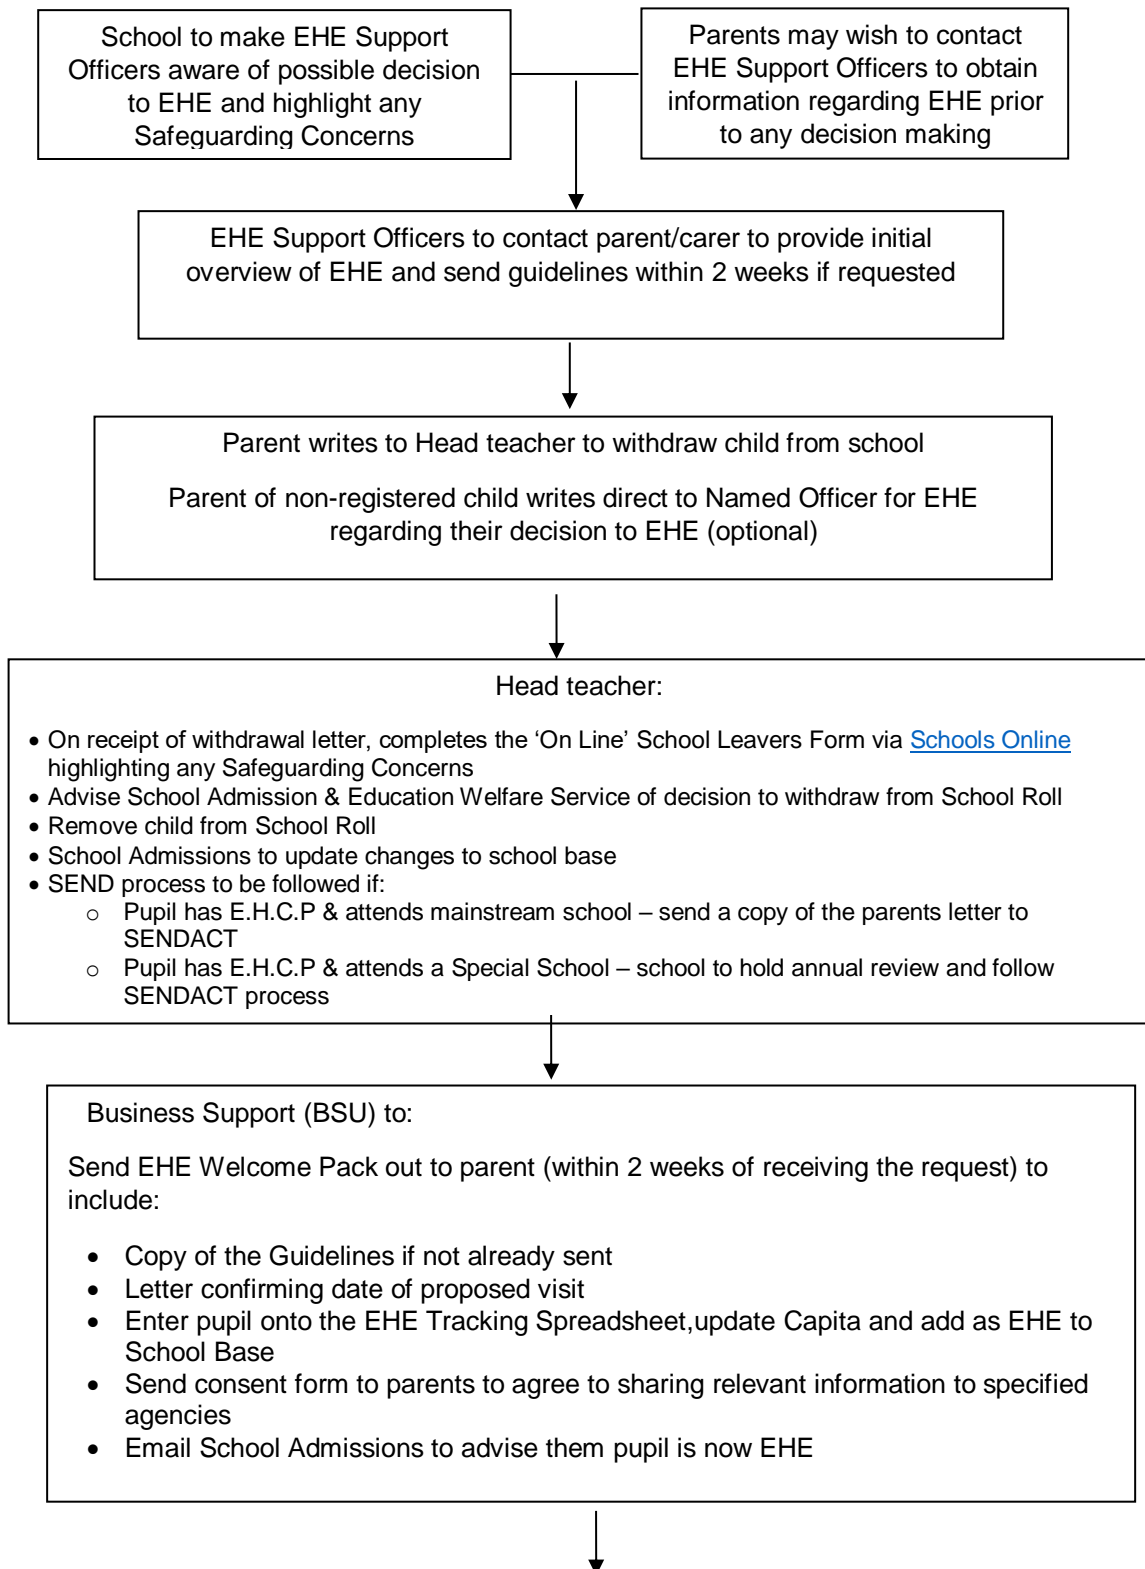 School to make EHE Support
Officers aware of possible decision
to EHE and highlight any
Safeguarding Concerns
Parents may wish to contact
EHE Support Officers to obtain
information regarding EHE prior
to any decision making
EHE Support Officers to contact parent/carer to provide initial
overview of EHE and send guidelines within 2 weeks if requested
Parent writes to Head teacher to withdraw child from school
Parent of non-registered child writes direct to Named Officer for EHE
regarding their decision to EHE (optional)
Head teacher:
• On receipt of withdrawal letter, completes the ‘On Line’ School Leavers Form via Schools Online
highlighting any Safeguarding Concerns
• Advise School Admission & Education Welfare Service of decision to withdraw from School Roll
• Remove child from School Roll
• School Admissions to update changes to school base
• SEND process to be followed if:
o Pupil has E.H.C.P & attends mainstream school – send a copy of the parents letter to
SENDACT
o Pupil has E.H.C.P & attends a Special School – school to hold annual review and follow
SENDACT process
Business Support (BSU) to:
Send EHE Welcome Pack out to parent (within 2 weeks of receiving the request) to
include:
• Copy of the Guidelines if not already sent
• Letter confirming date of proposed visit
• Enter pupil onto the EHE Tracking Spreadsheet,update Capita and add as EHE to
School Base
• Send consent form to parents to agree to sharing relevant information to specified
agencies
• Email School Admissions to advise them pupil is now EHE